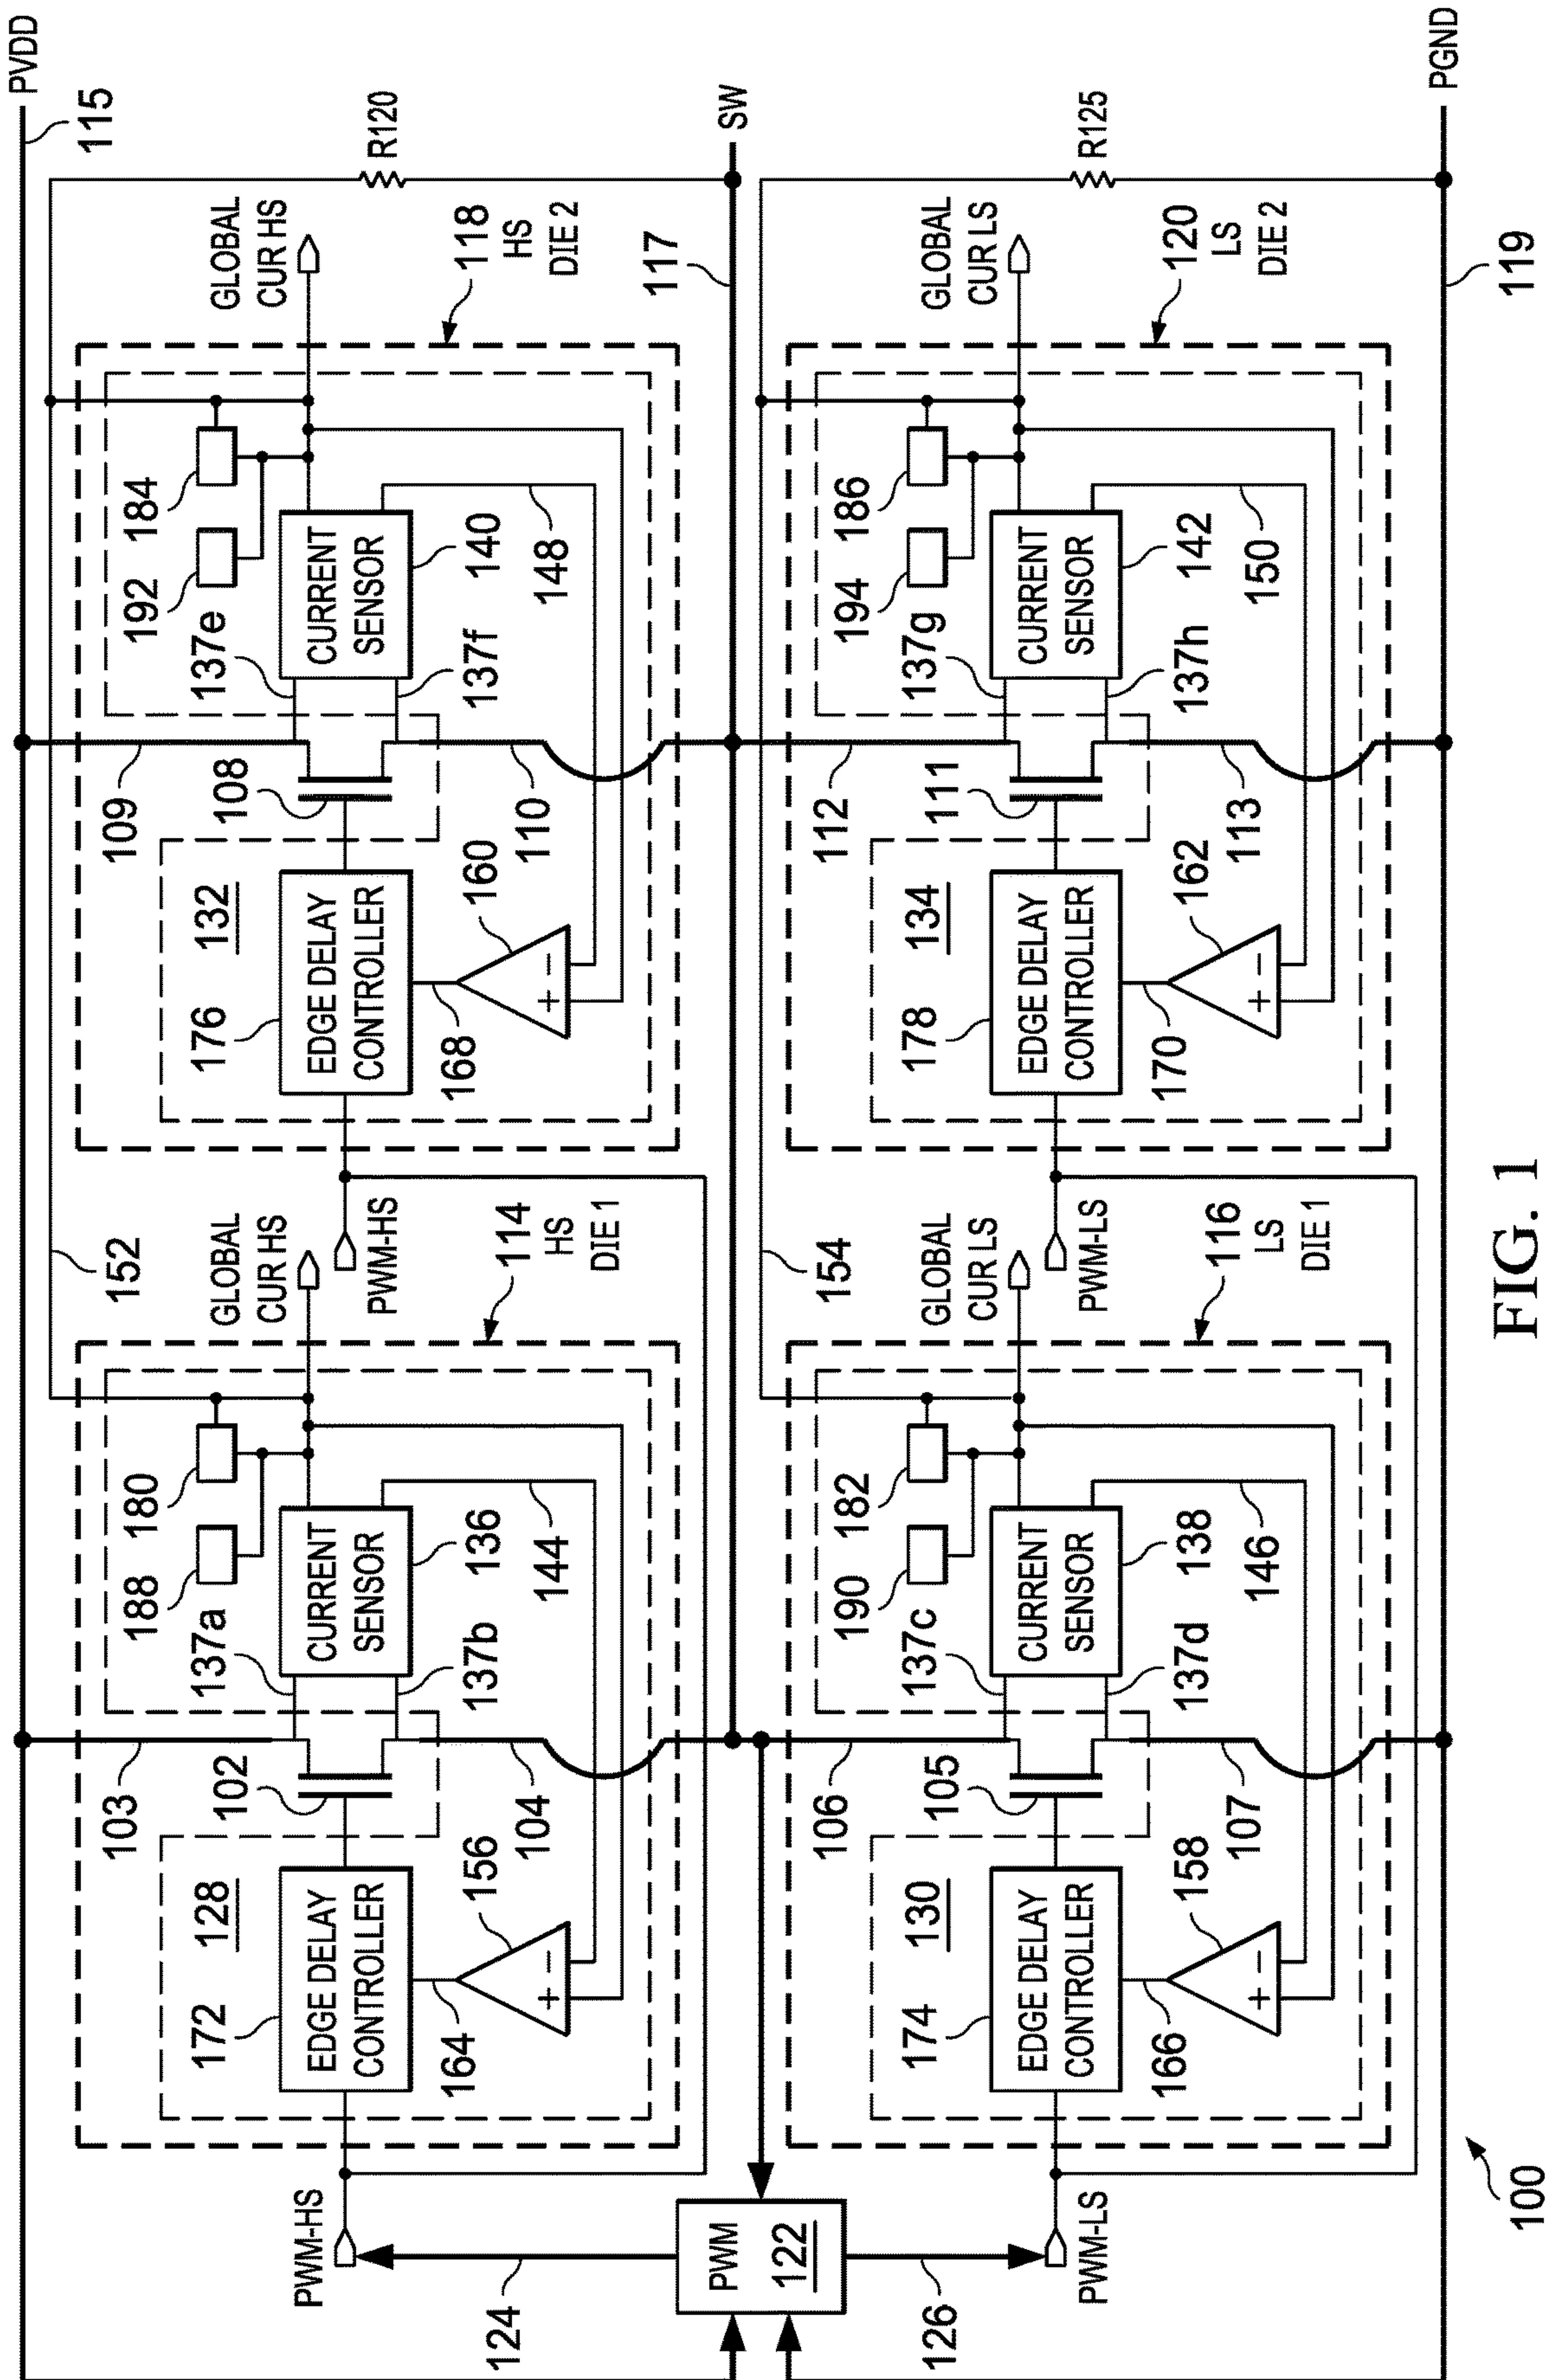 PVDD
115
152
R120
GLOBAL
CUR HS
GLOBAL
CUR HS
188
180
192
184
103
137a
109
137e
172
128
102
CURRENT
SENSOR
136
176
132
108
CURRENT
SENSOR
140
PWM-HS
EDGE DELAY
CONTROLLER
137b
PWM-HS
EDGE DELAY
CONTROLLER
137f
164
156
104
144
114
HS
DIE 1
168
160
110
148
118
HS
DIE 2
+
−
+
−
124
117
SW
PWM
122
154
R125
126
GLOBAL
CUR LS
GLOBAL
CUR LS
190
182
194
186
106
137c
112
137g
174
130
105
CURRENT
SENSOR
138
178
134
111
CURRENT
SENSOR
142
PWM-LS
EDGE DELAY
CONTROLLER
137d
PWM-LS
EDGE DELAY
CONTROLLER
137h
166
158
107
146
116
LS
DIE 1
170
162
113
150
120
LS
DIE 2
+
−
+
−
119
PGND
100
FIG. 1